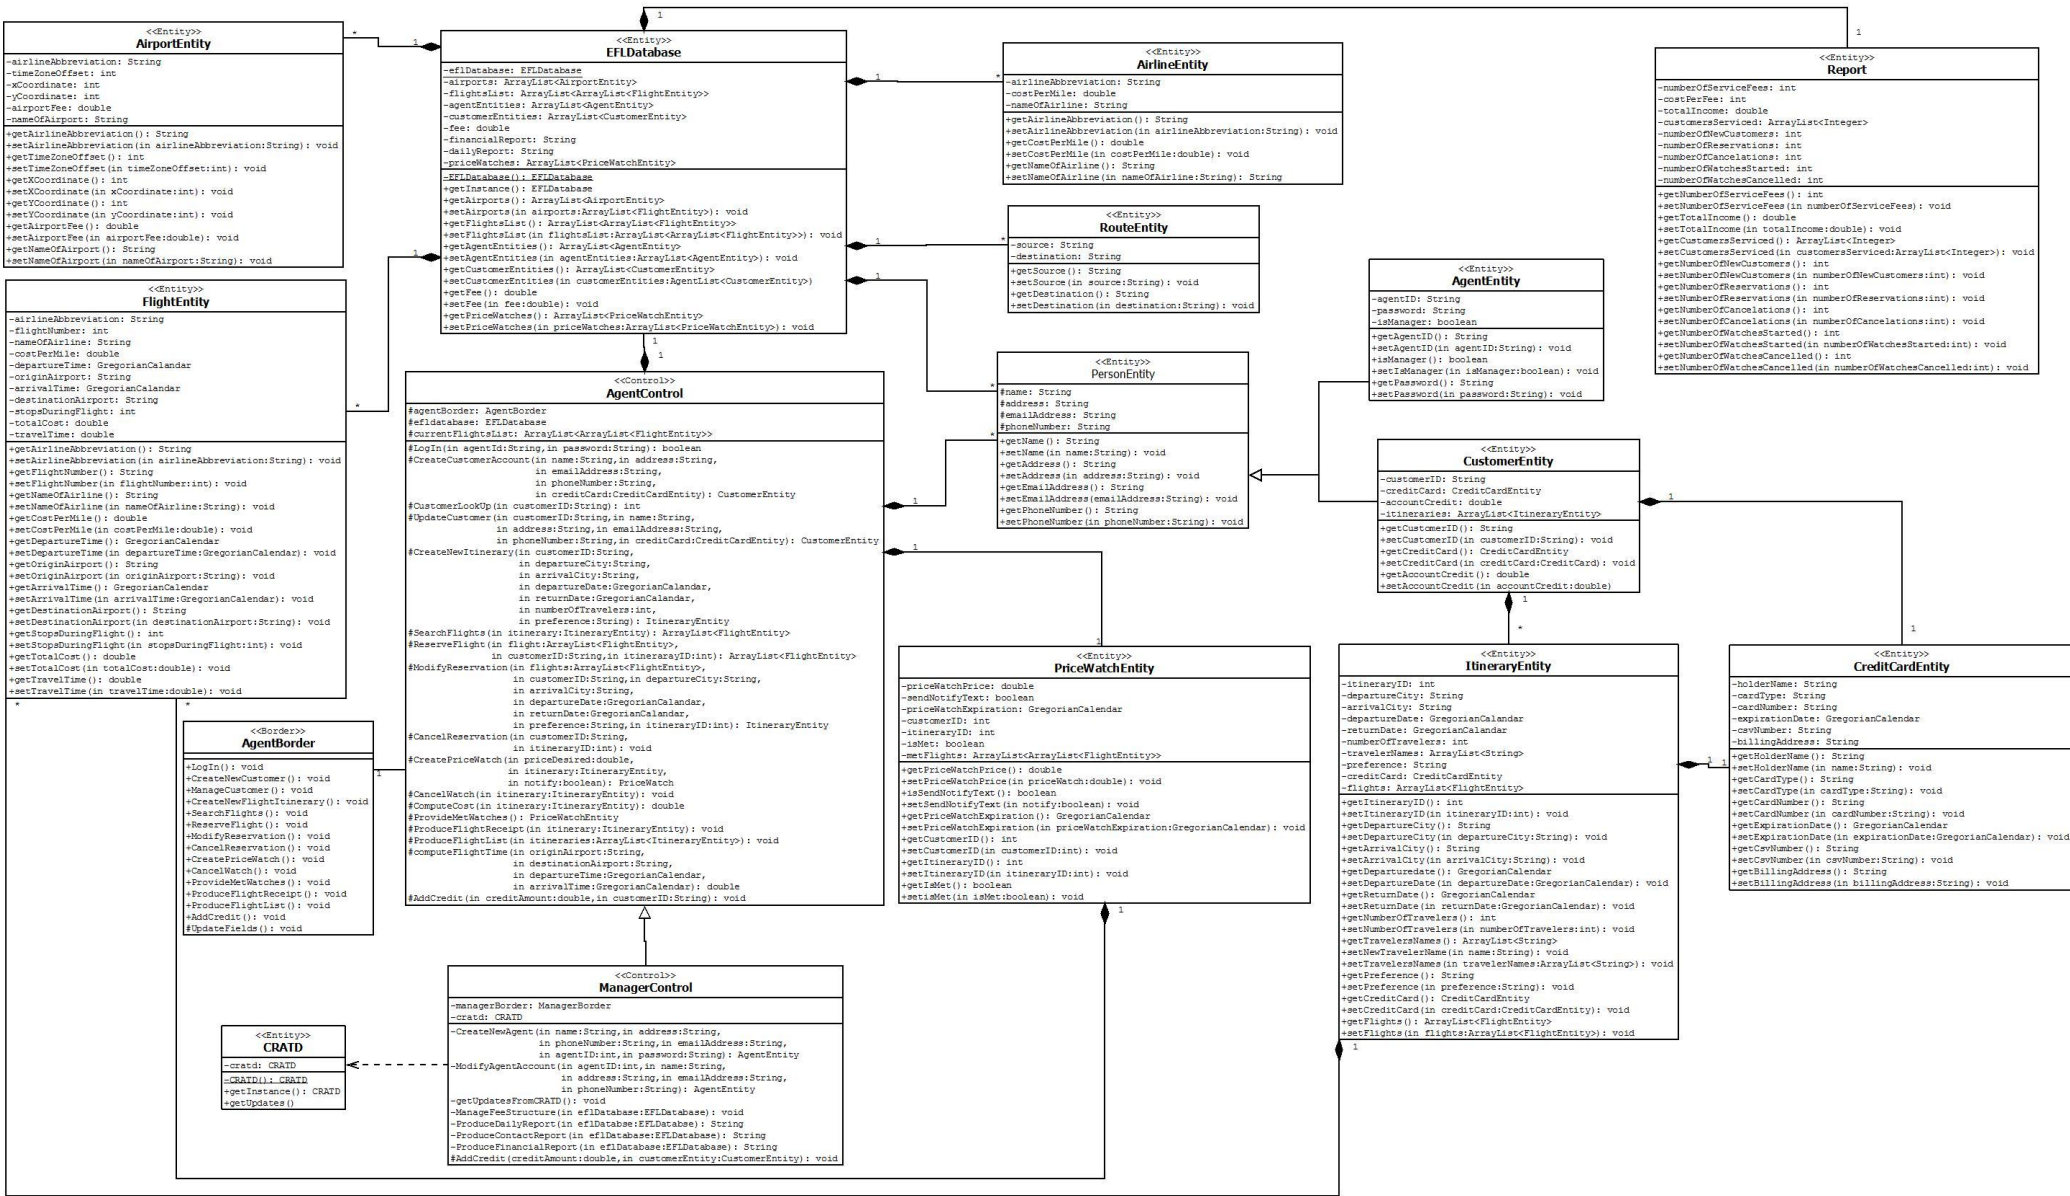 <<Entity>>
AirportEntity
-airlineAbbreviation: String
-timeZoneOffset: int
-xCoordinate: int
-yCoordinate: int
-airportFee: double
-nameOfAirport: String
+getAirlineAbbreviation(): String
+setAirlineAbbreviation(in airlineAbbreviation:String): void
+getTimeZoneOffset(): int
+setTimeZoneOffset(in timeZoneOffset:int): void
+getXCoordinate(): int
+setXCoordinate(in xCoordinate:int): void
+getYCoordinate(): int
+setYCoordinate(in yCoordinate:int): void
+getAirportFee(): double
+setAirportFee(in airportFee:double): void
+getNameOfAirport(): String
+setNameOfAirport(in nameOfAirport:String): void
*
1
<<Entity>>
EFLDatabase
-eflDatabase: EFLDatabase
-airports: ArrayList<AirportEntity>
-flightsList: ArrayList<ArrayList<FlightEntity>>
-agentEntities: ArrayList<AgentEntity>
-customerEntities: ArrayList<CustomerEntity>
-fee: double
-financialReport: String
-dailyReport: String
-priceWatches: ArrayList<PriceWatchEntity>
-EFLDatabase(): EFLDatabase
+getInstance(): EFLDatabase
+getAirports(): ArrayList<AirportEntity>
+setAirports(in airports:ArrayList<FlightEntity>): void
+getFlightsList(): ArrayList<ArrayList<FlightEntity>>
+setFlightsList(in flightsList:ArrayList<ArrayList<FlightEntity>>): void
+getAgentEntities(): ArrayList<AgentEntity>
+setAgentEntities(in agentEntities:ArrayList<AgentEntity>): void
+getCustomerEntities(): ArrayList<CustomerEntity>
+setCustomerEntities(in customerEntities:AgentList<CustomerEntity>)
+getFee(): double
+setFee(in fee:double): void
+getPriceWatches(): ArrayList<PriceWatchEntity>
+setPriceWatches(in priceWatches:ArrayList<PriceWatchEntity>): void
1
1
1
*
<<Entity>>
AirlineEntity
-airlineAbbreviation: String
-costPerMile: double
-nameOfAirline: String
+getAirlineAbbreviation(): String
+setAirlineAbbreviation(in airlineAbbreviation:String): void
+getCostPerMile(): double
+setCostPerMile(in costPerMile:double): void
+getNameOfAirline(): String
+setNameOfAirline(in nameOfAirline:String): String
<<Entity>>
Report
-numberOfServiceFees: int
-costPerFee: int
-totalIncome: double
-customersServiced: ArrayList<Integer>
-numberOfNewCustomers: int
-numberOfReservations: int
-numberOfCancelations: int
-numberOfWatchesStarted: int
-numberOfWatchesCancelled: int
+getNumberOfServiceFees(): int
+setNumberOfServiceFees(in numberOfServiceFees): void
+getTotalIncome(): double
+setTotalIncome(in totalIncome:double): void
+getCustomersServiced(): ArrayList<Integer>
+setCustomersServiced(in customersServiced:ArrayList<Integer>): void
+getNumberOfNewCustomers(): int
+setNumberOfNewCustomers(in numberOfNewCustomers:int): void
+getNumberOfReservations(): int
+setNumberOfReservations(in numberOfReservations:int): void
+getNumberOfCancelations(): int
+setNumberOfCancelations(in numberOfCancelations:int): void
+getNumberOfWatchesStarted(): int
+setNumberOfWatchesStarted(in numberOfWatchesStarted:int): void
+getNumberOfWatchesCancelled(): int
+setNumberOfWatchesCancelled(in numberOfWatchesCancelled:int): void
1
*
<<Entity>>
RouteEntity
-source: String
-destination: String
+getSource(): String
+setSource(in source:String): void
+getDestination(): String
+setDestination(in destination:String): void
1
*
1
*
<<Entity>>
FlightEntity
-airlineAbbreviation: String
-flightNumber: int
-nameOfAirline: String
-costPerMile: double
-departureTime: GregorianCalandar
-originAirport: String
-arrivalTime: GregorianCalandar
-destinationAirport: String
-stopsDuringFlight: int
-totalCost: double
-travelTime: double
+getAirlineAbbreviation(): String
+setAirlineAbbreviation(in airlineAbbreviation:String): void
+getFlightNumber(): String
+setFlightNumber(in flightNumber:int): void
+getNameOfAirline(): String
+setNameOfAirline(in nameOfAirline:String): void
+getCostPerMile(): double
+setCostPerMile(in costPerMile:double): void
+getDepartureTime(): GregorianCalendar
+setDepartureTime(in departureTime:GregorianCalendar): void
+getOriginAirport(): String
+setOriginAirport(in originAirport:String): void
+getArrivalTime(): GregorianCalendar
+setArrivalTime(in arrivalTime:GregorianCalendar): void
+getDestinationAirport(): String
+setDestinationAirport(in destinationAirport:String): void
+getStopsDuringFlight(): int
+setStopsDuringFlight(in stopsDuringFlight:int): void
+getTotalCost(): double
+setTotalCost(in totalCost:double): void
+getTravelTime(): double
+setTravelTime(in travelTime:double): void
1
*
*
*
<<Entity>>
AgentEntity
-agentID: String
-password: String
-isManager: boolean
+getAgentID(): String
+setAgentID(in agentID:String): void
+isManager(): boolean
+setIsManager(in isManager:boolean): void
+getPassword(): String
+setPassword(in password:String): void
<<Entity>>
PersonEntity
#name: String
#address: String
#emailAddress: String
#phoneNumber: String
+getName(): String
+setName(in name:String): void
+getAddress(): String
+setAddress(in address:String): void
+getEmailAddress(): String
+setEmailAddress(emailAddress:String): void
+getPhoneNumber(): String
+setPhoneNumber(in phoneNumber:String): void
1
1
<<Control>>
AgentControl
#agentBorder: AgentBorder
#efldatabase: EFLDatabase
#currentFlightsList: ArrayList<ArrayList<FlightEntity>>
#LogIn(in agentId:String,in password:String): boolean
#CreateCustomerAccount(in name:String,in address:String,
in emailAddress:String,
in phoneNumber:String,
in creditCard:CreditCardEntity): CustomerEntity
#CustomerLookUp(in customerID:String): int
#UpdateCustomer(in customerID:String,in name:String,
in address:String,in emailAddress:String,
in phoneNumber:String,in creditCard:CreditCardEntity): CustomerEntity
#CreateNewItinerary(in customerID:String,
in departureCity:String,
in arrivalCity:String,
in departureDate:GregorianCalandar,
in returnDate:GregorianCalandar,
in numberOfTravelers:int,
in preference:String): ItineraryEntity
#SearchFlights(in itinerary:ItineraryEntity): ArrayList<FlightEntity>
#ReserveFlight(in flight:ArrayList<FlightEntity>,
in customerID:String,in itinerarayID:int): ArrayList<FlightEntity>
#ModifyReservation(in flights:ArrayList<FlightEntity>,
in customerID:String,in departureCity:String,
in arrivalCity:String,
in departureDate:GregorianCalandar,
in returnDate:GregorianCalandar,
in preference:String,in itineraryID:int): ItineraryEntity
#CancelReservation(in customerID:String,
in itineraryID:int): void
#CreatePriceWatch(in priceDesired:double,
in itinerary:ItineraryEntity,
in notify:boolean): PriceWatch
#CancelWatch(in itinerary:ItineraryEntity): void
#ComputeCost(in itinerary:ItineraryEntity): double
#ProvideMetWatches(): PriceWatchEntity
#ProduceFlightReceipt(in itinerary:ItineraryEntity): void
#ProduceFlightList(in itineraries:ArrayList<ItineraryEntity>): void
#computeFlightTime(in originAirport:String,
in destinationAirport:String,
in departureTime:GregorianCalendar,
in arrivalTime:GregorianCalendar): double
#AddCredit(in creditAmount:double,in customerID:String): void
1
*
1
1
<<Entity>>
CustomerEntity
-customerID: String
-creditCard: CreditCardEntity
-accountCredit: double
-itineraries: ArrayList<ItineraryEntity>
+getCustomerID(): String
+setCustomerID(in customerID:String): void
+getCreditCard(): CreditCardEntity
+setCreditCard(in creditCard:CreditCard): void
+getAccountCredit(): double
+setAccountCredit(in accountCredit:double)
1
1
1
*
<<Border>>
AgentBorder
+LogIn(): void
+CreateNewCustomer(): void
+ManageCustomer(): void
+CreateNewFlightItinerary(): void
+SearchFlights(): void
+ReserveFlight(): void
+ModifyReservation(): void
+CancelReservation(): void
+CreatePriceWatch(): void
+CancelWatch(): void
+ProvideMetWatches(): void
+ProduceFlightReceipt(): void
+ProduceFlightList(): void
+AddCredit(): void
#UpdateFields(): void
1
<<Entity>>
PriceWatchEntity
-priceWatchPrice: double
-sendNotifyText: boolean
-priceWatchExpiration: GregorianCalendar
-customerID: int
-itineraryID: int
-isMet: boolean
-metFlights: ArrayList<ArrayList<FlightEntity>>
+getPriceWatchPrice(): double
+setPriceWatchPrice(in priceWatch:double): void
+isSendNotifyText(): boolean
+setSendNotifyText(in notify:boolean): void
+getPriceWatchExpiration(): GregorianCalendar
+setPriceWatchExpiration(in priceWatchExpiration:GregorianCalendar): void
+getCustomerID(): int
+setCustomerID(in customerID:int): void
+getItineraryID(): int
+setItineraryID(in itineraryID:int): void
+getIsMet(): boolean
+setisMet(in isMet:boolean): void
1
<<Entity>>
ItineraryEntity
-itineraryID: int
-departureCity: String
-arrivalCity: String
-departureDate: GregorianCalandar
-returnDate: GregorianCalandar
-numberOfTravelers: int
-travelerNames: ArrayList<String>
-preference: String
-creditCard: CreditCardEntity
-flights: ArrayList<FlightEntity>
+getItineraryID(): int
+setItineraryID(in itineraryID:int): void
+getDepartureCity(): String
+setDepartureCity(in departureCity:String): void
+getArrivalCity(): String
+setArrivalCity(in arrivalCity:String): void
+getDeparturedate(): GregorianCalendar
+setDepartureDate(in departureDate:GregorianCalendar): void
+getReturnDate(): GregorianCalendar
+setReturnDate(in returnDate:GregorianCalendar): void
+getNumberOfTravelers(): int
+setNumberOfTravelers(in numberOfTravelers:int): void
+getTravelersNames(): ArrayList<String>
+setNewTravelerName(in name:String): void
+setTravelersNames(in travelerNames:ArrayList<String>): void
+getPreference(): String
+setPreference(in preference:String): void
+getCreditCard(): CreditCardEntity
+setCreditCard(in creditCard:CreditCardEntity): void
+getFlights(): ArrayList<FlightEntity>
+setFlights(in flights:ArrayList<FlightEntity>): void
1
1
1
<<Entity>>
CreditCardEntity
-holderName: String
-cardType: String
-cardNumber: String
-expirationDate: GregorianCalendar
-csvNumber: String
-billingAddress: String
+getHolderName(): String
+setHolderName(in name:String): void
+getCardType(): String
+setCardType(in cardType:String): void
+getCardNumber(): String
+setCardNumber(in cardNumber:String): void
+getExpirationDate(): GregorianCalendar
+setExpirationDate(in expirationDate:GregorianCalendar): void
+getCsvNumber(): String
+setCsvNumber(in csvNumber:String): void
+getBillingAddress(): String
+setBillingAddress(in billingAddress:String): void
<<Control>>
ManagerControl
-managerBorder: ManagerBorder
-cratd: CRATD
-CreateNewAgent(in name:String,in address:String,
in phoneNumber:String,in emailAddress:String,
in agentID:int,in password:String): AgentEntity
-ModifyAgentAccount(in agentID:int,in name:String,
in address:String,in emailAddress:String,
in phoneNumber:String): AgentEntity
-getUpdatesFromCRATD(): void
-ManageFeeStructure(in eflDatabase:EFLDatabase): void
-ProduceDailyReport(in eflDatabse:EFLDatabse): String
-ProduceContactReport(in eflDatabase:EFLDatabase): String
-ProduceFinancialReport(in eflDatabase:EFLDatabase): String
#AddCredit(creditAmount:double,in customerEntity:CustomerEntity): void
<<Entity>>
CRATD
-cratd: CRATD
-CRATD(): CRATD
+getInstance(): CRATD
+getUpdates()